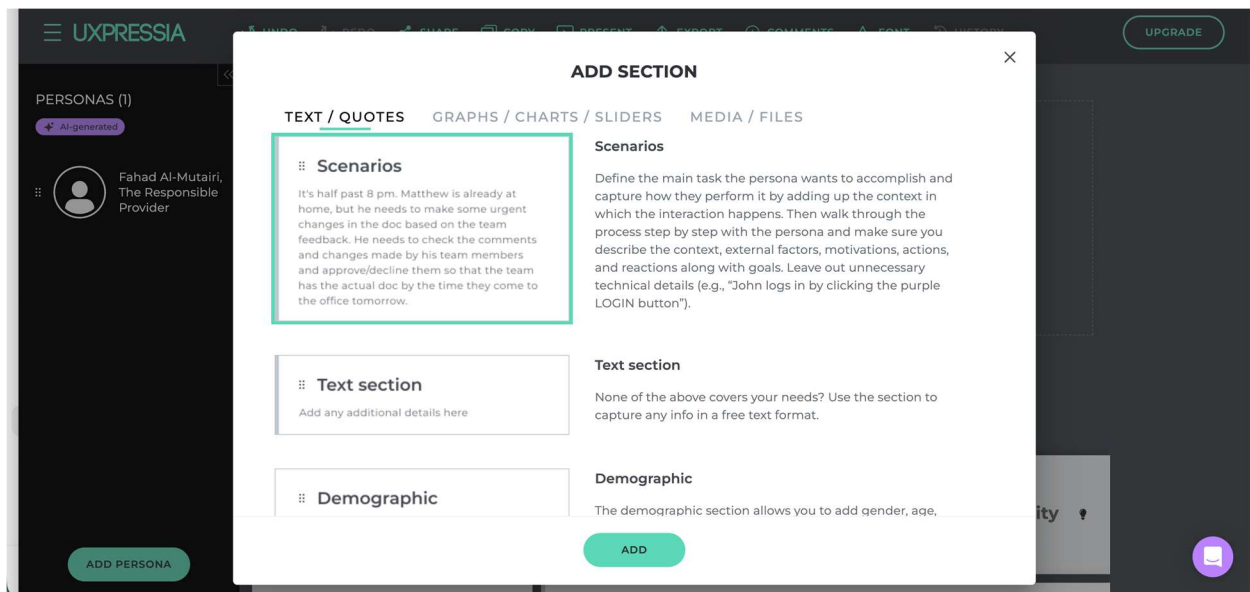 UXPRESSIA
UNDO REDO SHARE COPY PRESENT EXPORT COMMENTS FONT HISTORY
UPGRADE
PERSONAS (1)
AI-generated
Fahad Al-Mutairi,
The Responsible
Provider
ADD PERSONA
ADD SECTION
TEXT / QUOTES GRAPHS / CHARTS / SLIDERS MEDIA / FILES
Scenarios
It's half past 8 pm. Matthew is already at
home, but he needs to make some urgent
changes in the doc based on the team
feedback. He needs to check the comments
and changes made by his team members
and approve/decline them so that the team
has the actual doc by the time they come to
the office tomorrow.
Scenarios
Define the main task the persona wants to accomplish and
capture how they perform it by adding up the context in
which the interaction happens. Then walk through the
process step by step with the persona and make sure you
describe the context, external factors, motivations, actions,
and reactions along with goals. Leave out unnecessary
technical details (e.g., “John logs in by clicking the purple
LOGIN button”).
Text section
Add any additional details here
Text section
None of the above covers your needs? Use the section to
capture any info in a free text format.
Demographic
Demographic
The demographic section allows you to add gender, age,
ity
ADD